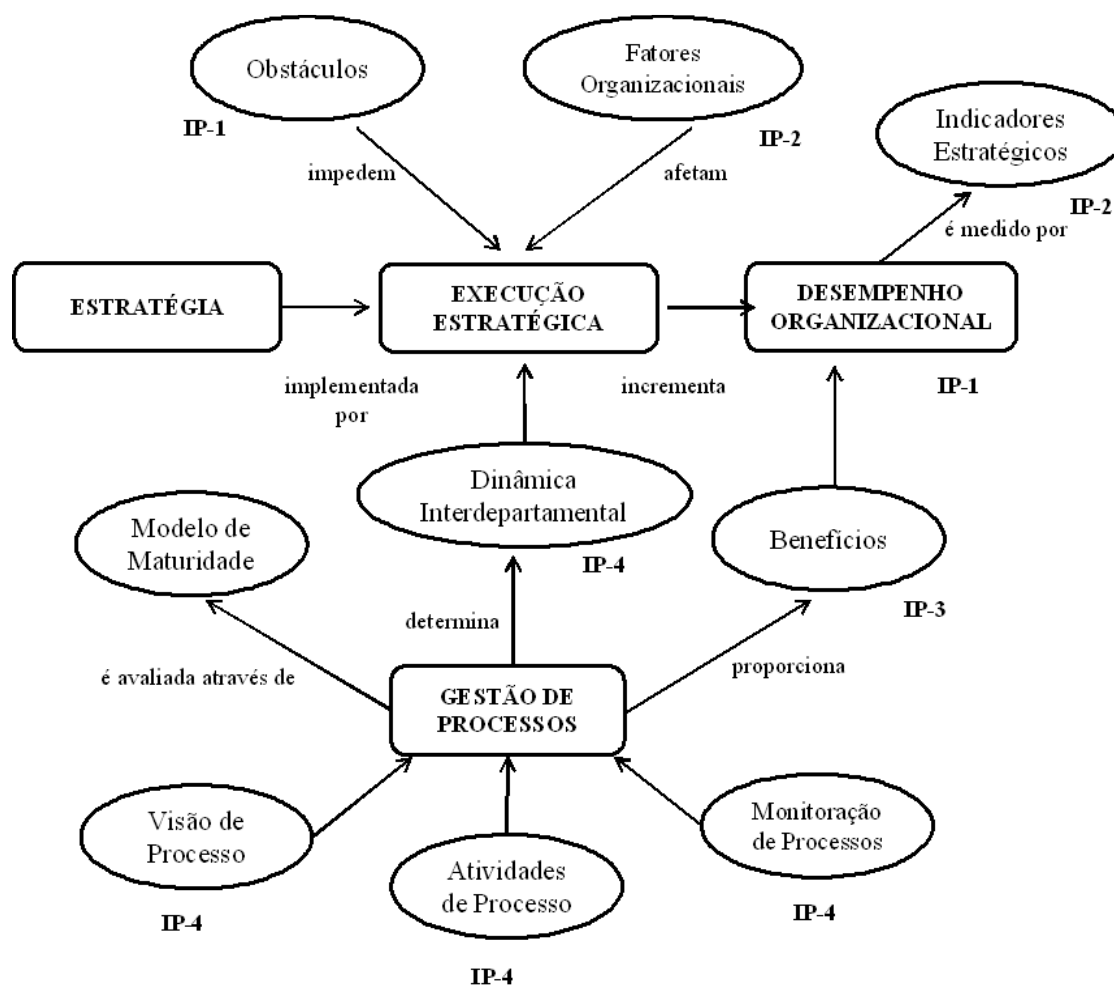 Obstáculos
IP-1
Fatores
Organizacionais
IP-2
Indicadores
Estratégicos
IP-2
impedem
afetam
é medido por
ESTRATÉGIA
EXECUÇÃO
ESTRATÉGICA
DESEMPENHO
ORGANIZACIONAL
IP-1
implementada
por
incrementa
Dinâmica
Interdepartamental
IP-4
Modelo de
Maturidade
Benefícios
IP-3
determina
é avaliada através de
proporciona
GESTÃO DE
PROCESSOS
Visão de
Processo
IP-4
Atividades
de Processo
IP-4
Monitoração
de Processos
IP-4